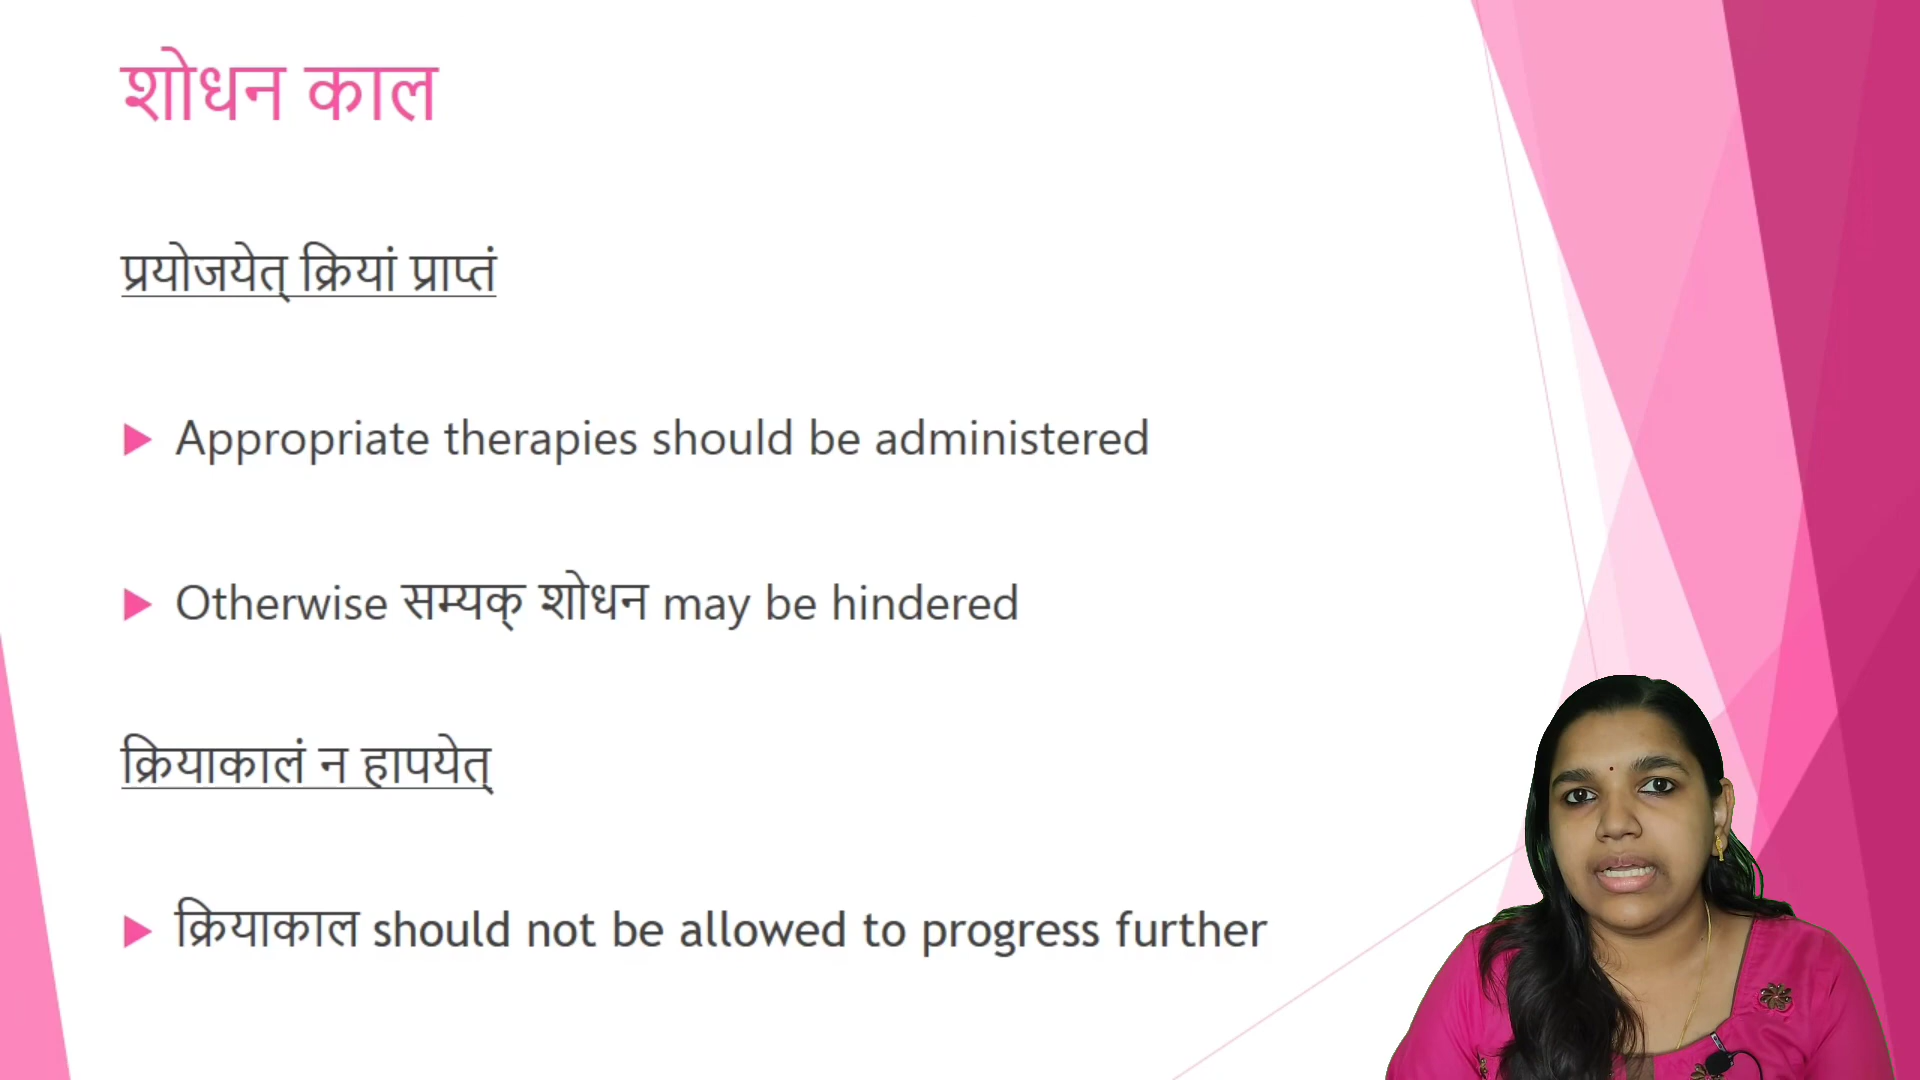 शोधन काल
प्रयोजयेत् क्रियां प्राप्तं
Appropriate therapies should be administered
Otherwise सम्यक् शोधन may be hindered
क्रियाकालं न हापयेत्
क्रियाकाल should not be allowed to progress further